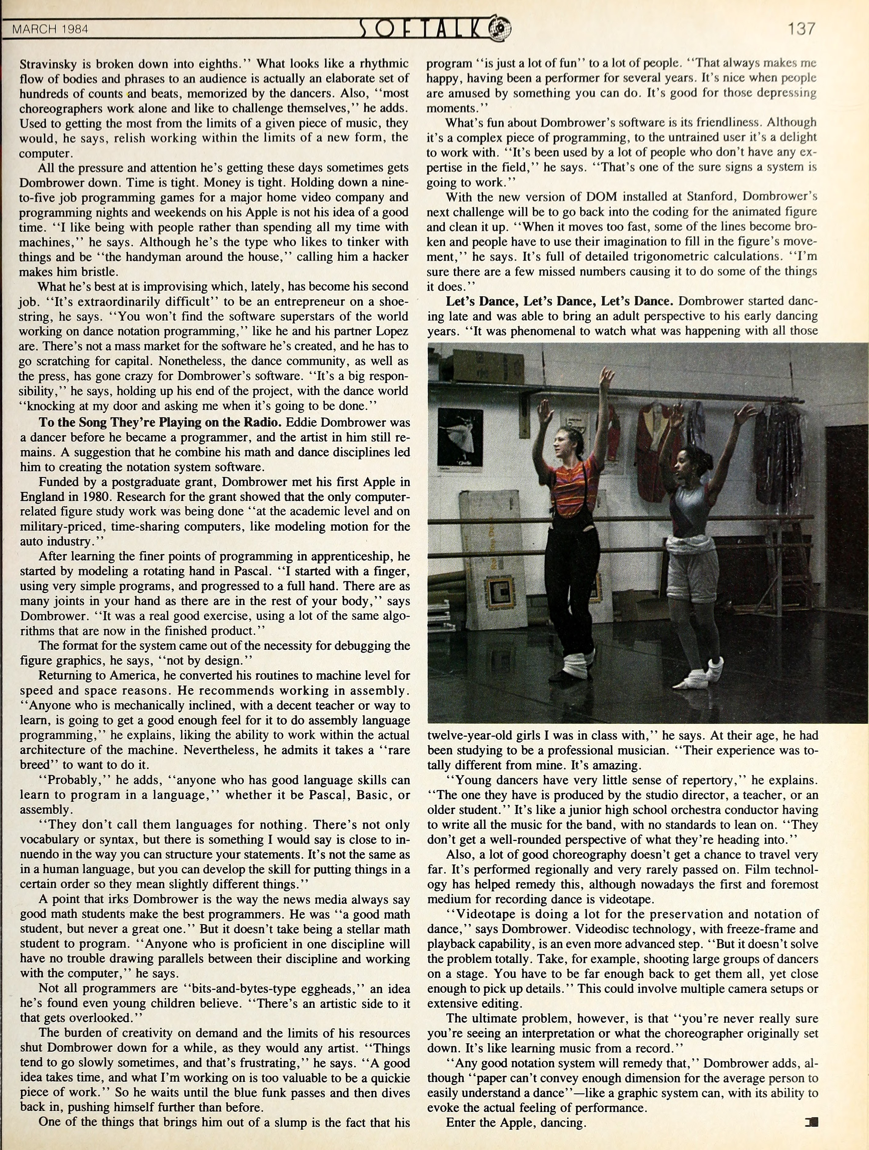 MARCH 1984
SOFTALK
137
Stravinsky is broken down into eighths.'' What looks like a rhythmic
flow of bodies and phrases to an audience is actually an elaborate set of
hundreds of counts and beats, memorized by the dancers. Also, ''most
choreographers work alone and like to challenge themselves,'' he adds.
Used to getting the most from the limits of a given piece of music, they
would, he says, relish working within the limits of a new form, the
computer.
All the pressure and attention he's getting these days sometimes gets
Dombrower down. Time is tight. Money is tight. Holding down a nine-
to-five job programming games for a major home video company and
programming nights and weekends on his Apple is not his idea of a good
time. ''I like being with people rather than spending all my time with
machines,'' he says. Although he's the type who likes to tinker with
things and be ''the handyman around the house,'' calling him a hacker
makes him bristle.
What he's best at is improvising which, lately, has become his second
job. ''It's extraordinarily difficult'' to be an entrepreneur on a shoe-
string, he says. ''You won't find the software superstars of the world
working on dance notation programming,'' like he and his partner Lopez
are. There's not a mass market for the software he's created, and he has to
go scratching for capital. Nonetheless, the dance community, as well as
the press, has gone crazy for Dombrower's software. ''It's a big respon-
sibility,'' he says, holding up his end of the project, with the dance world
''knocking at my door and asking me when it's going to be done.''
To the Song They're Playing on the Radio. Eddie Dombrower was
a dancer before he became a programmer, and the artist in him still re-
mains. A suggestion that he combine his math and dance disciplines led
him to creating the notation system software.
Funded by a postgraduate grant, Dombrower met his first Apple in
England in 1980. Research for the grant showed that the only computer-
related figure study work was being done ''at the academic level and on
military-priced, time-sharing computers, like modeling motion for the
auto industry.''
After learning the finer points of programming in apprenticeship, he
started by modeling a rotating hand in Pascal. ''I started with a finger,
using very simple programs, and progressed to a full hand. There are as
many joints in your hand as there are in the rest of your body,'' says
Dombrower. ''It was a real good exercise, using a lot of the same algo-
rithms that are now in the finished product.''
The format for the system came out of the necessity for debugging the
figure graphics, he says, ''not by design.''
Returning to America, he converted his routines to machine level for
speed and space reasons. He recommends working in assembly.
''Anyone who is mechanically inclined, with a decent teacher or way to
learn, is going to get a good enough feel for it to do assembly language
programming,'' he explains, liking the ability to work within the actual
architecture of the machine. Nevertheless, he admits it takes a ''rare
breed'' to want to do it.
''Probably,'' he adds, ''anyone who has good language skills can
learn to program in a language,'' whether it be Pascal, Basic, or
assembly.
''They don't call them languages for nothing. There's not only
vocabulary or syntax, but there is something I would say is close to in-
nuendo in the way you can structure your statements. It's not the same as
in a human language, but you can develop the skill for putting things in a
certain order so they mean slightly different things.''
A point that irks Dombrower is the way the news media always say
good math students make the best programmers. He was ''a good math
student, but never a great one.'' But it doesn't take being a stellar math
student to program. ''Anyone who is proficient in one discipline will
have no trouble drawing parallels between their discipline and working
with the computer,'' he says.
Not all programmers are ''bits-and-bytes-type eggheads,'' an idea
he's found even young children believe. ''There's an artistic side to it
that gets overlooked.''
The burden of creativity on demand and the limits of his resources
shut Dombrower down for a while, as they would any artist. ''Things
tend to go slowly sometimes, and that's frustrating,'' he says. ''A good
idea takes time, and what I'm working on is too valuable to be a quickie
piece of work.'' So he waits until the blue funk passes and then dives
back in, pushing himself further than before.
One of the things that brings him out of a slump is the fact that his
program ''is just a lot of fun'' to a lot of people. ''That always makes me
happy, having been a performer for several years. It's nice when people
are amused by something you can do. It's good for those depressing
moments.''
What's fun about Dombrower's software is its friendliness. Although
it's a complex piece of programming, to the untrained user it's a delight
to work with. ''It's been used by a lot of people who don't have any ex-
pertise in the field,'' he says. ''That's one of the sure signs a system is
going to work.''
With the new version of DOM installed at Stanford, Dombrower's
next challenge will be to go back into the coding for the animated figure
and clean it up. ''When it moves too fast, some of the lines become bro-
ken and people have to use their imagination to fill in the figure's move-
ment,'' he says. It's full of detailed trigonometric calculations. ''I'm
sure there are a few missed numbers causing it to do some of the things
it does.''
Let's Dance, Let's Dance, Let's Dance. Dombrower started danc-
ing late and was able to bring an adult perspective to his early dancing
years. ''It was phenomenal to watch what was happening with all those
twelve-year-old girls I was in class with,'' he says. At their age, he had
been studying to be a professional musician. ''Their experience was to-
tally different from mine. It's amazing.
''Young dancers have very little sense of repertory,'' he explains.
''The one they have is produced by the studio director, a teacher, or an
older student.'' It's like a junior high school orchestra conductor having
to write all the music for the band, with no standards to lean on. ''They
don't get a well-rounded perspective of what they're heading into.''
Also, a lot of good choreography doesn't get a chance to travel very
far. It's performed regionally and very rarely passed on. Film technol-
ogy has helped remedy this, although nowadays the first and foremost
medium for recording dance is videotape.
''Videotape is doing a lot for the preservation and notation of
dance,'' says Dombrower. Videodisc technology, with freeze-frame and
playback capability, is an even more advanced step. ''But it doesn't solve
the problem totally. Take, for example, shooting large groups of dancers
on a stage. You have to be far enough back to get them all, yet close
enough to pick up details.'' This could involve multiple camera setups or
extensive editing.
The ultimate problem, however, is that ''you're never really sure
you're seeing an interpretation or what the choreographer originally set
down. It's like learning music from a record.''
''Any good notation system will remedy that,'' Dombrower adds, al-
though ''paper can't convey enough dimension for the average person to
easily understand a dance''—like a graphic system can, with its ability to
evoke the actual feeling of performance.
Enter the Apple, dancing.